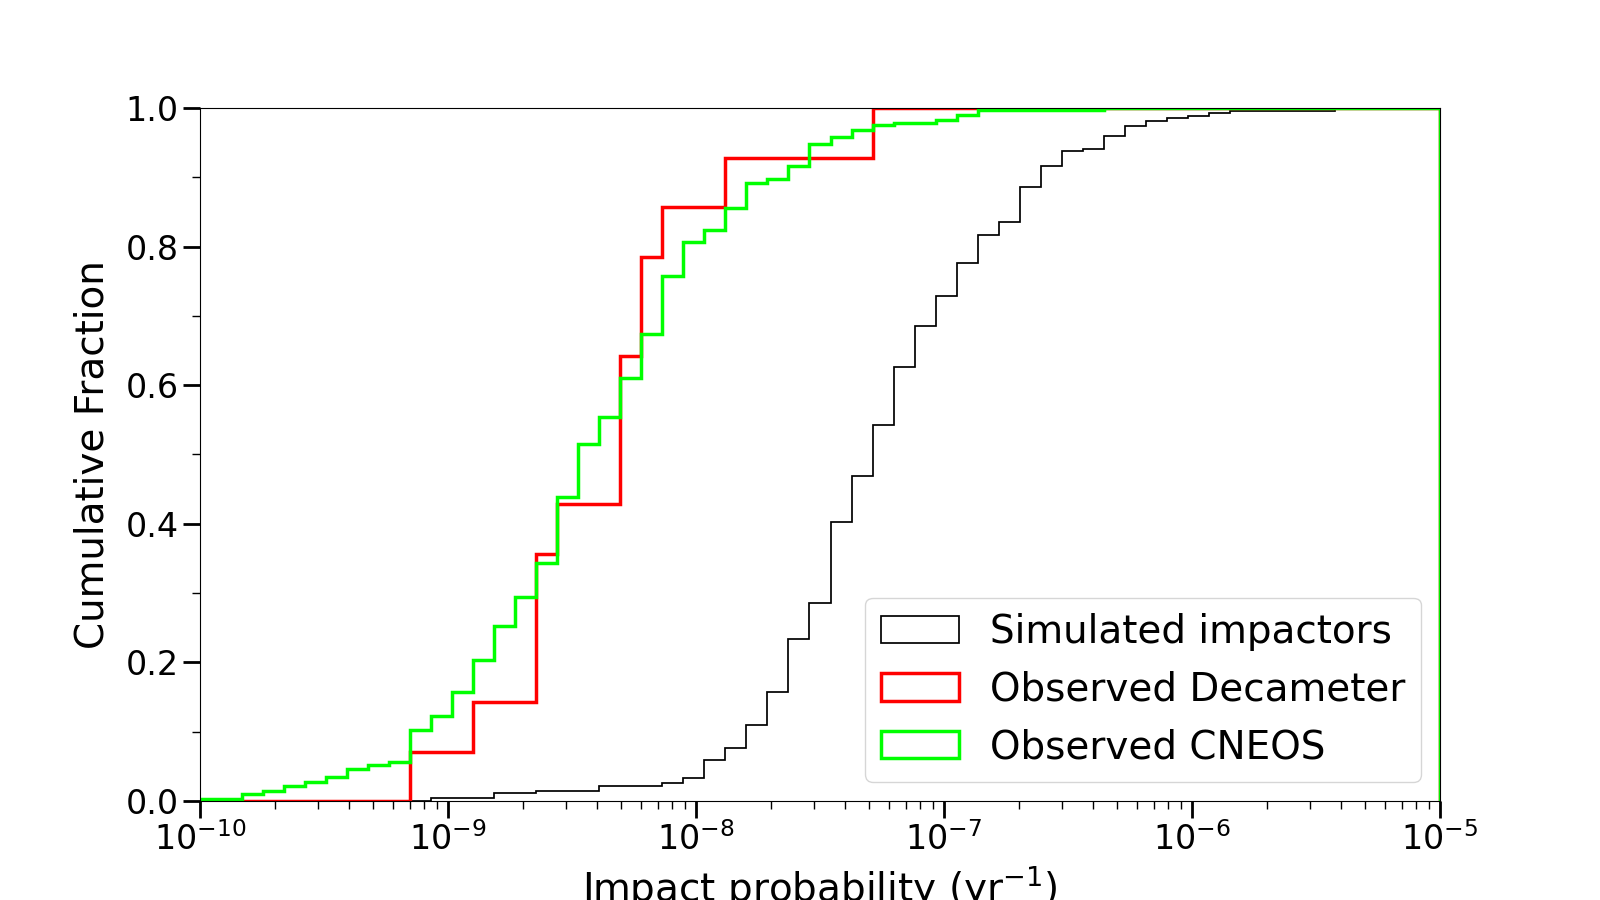 1.0
0.8
0.6
0.4
0.2
0.0
Cumulative Fraction
10⁻¹⁰ 10⁻⁹ 10⁻⁸ 10⁻⁷ 10⁻⁶ 10⁻⁵
Impact probability (yr⁻¹)
Simulated impactors
Observed Decameter
Observed CNEOS